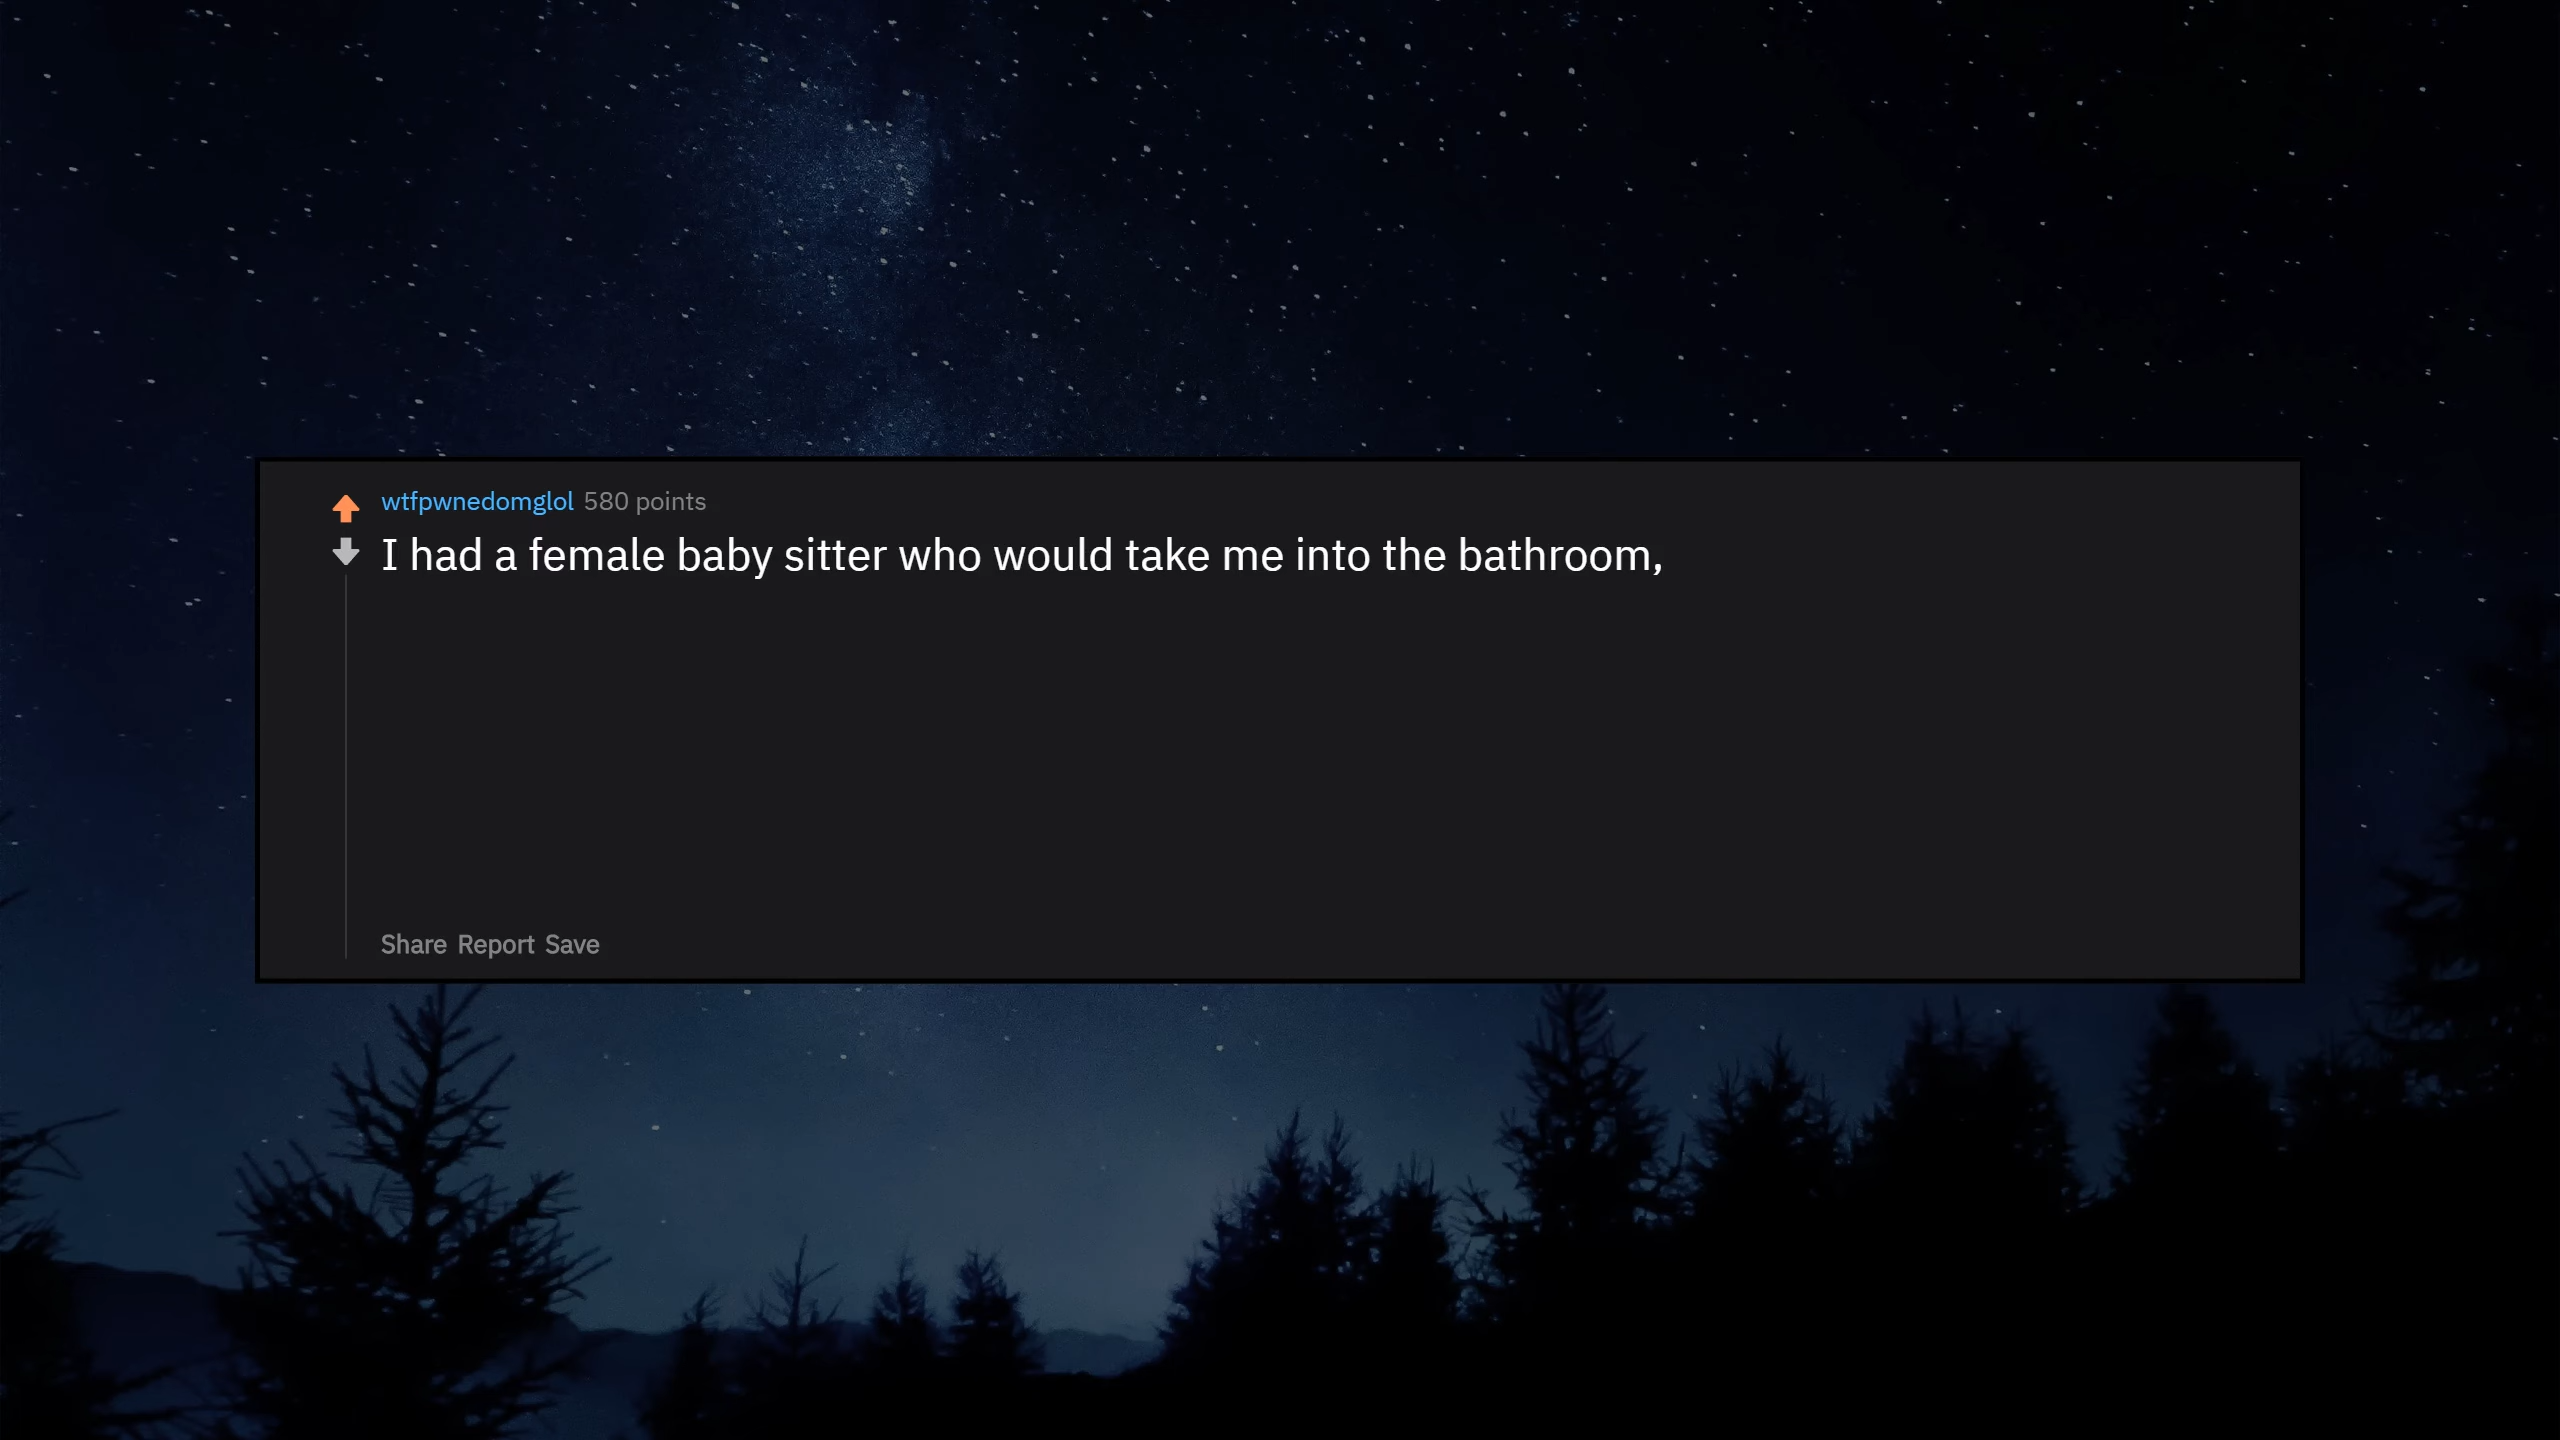 wtfpwnedomglol 580 points
I had a female baby sitter who would take me into the bathroom,
Share Report Save